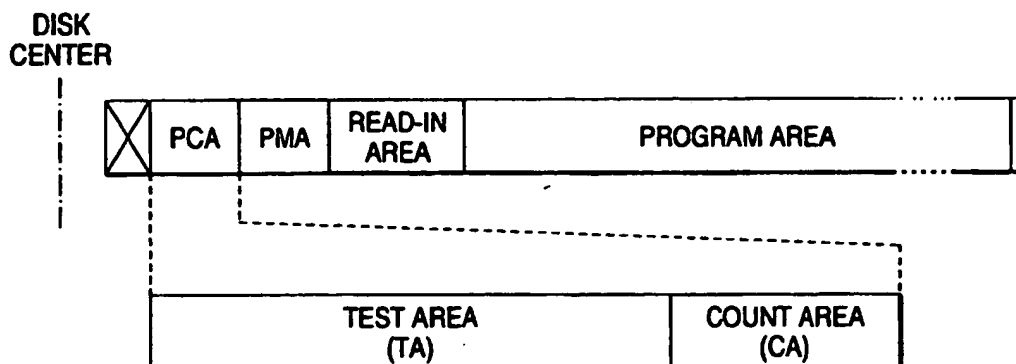 DISK
CENTER
PCA
PMA
READ-IN
AREA
PROGRAM AREA
TEST AREA
(TA)
COUNT AREA
(CA)